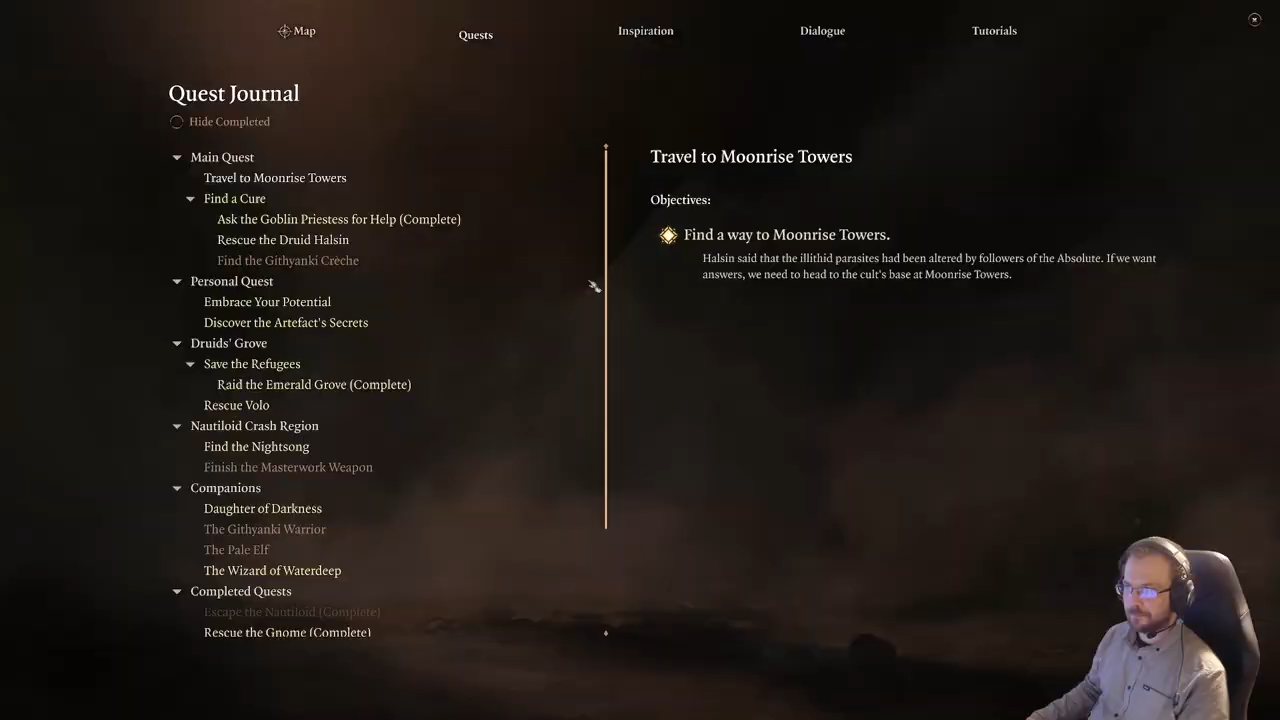 Map
Quests
Inspiration
Dialogue
Tutorials
Quest Journal
Hide Completed
Main Quest
Travel to Moonrise Towers
Find a Cure
Ask the Goblin Priestess for Help (Complete)
Rescue the Druid Halsin
Find the Githyanki Crèche
Personal Quest
Embrace Your Potential
Discover the Artefact's Secrets
Druids' Grove
Save the Refugees
Raid the Emerald Grove (Complete)
Rescue Volo
Nautiloid Crash Region
Find the Nightsong
Finish the Masterwork Weapon
Companions
Daughter of Darkness
The Githyanki Warrior
The Pale Elf
The Wizard of Waterdeep
Completed Quests
Escape the Nautiloid (Complete)
Rescue the Gnome (Complete)
Travel to Moonrise Towers
Objectives:
Find a way to Moonrise Towers.
Halsin said that the illithid parasites had been altered by followers of the Absolute. If we want
answers, we need to head to the cult's base at Moonrise Towers.